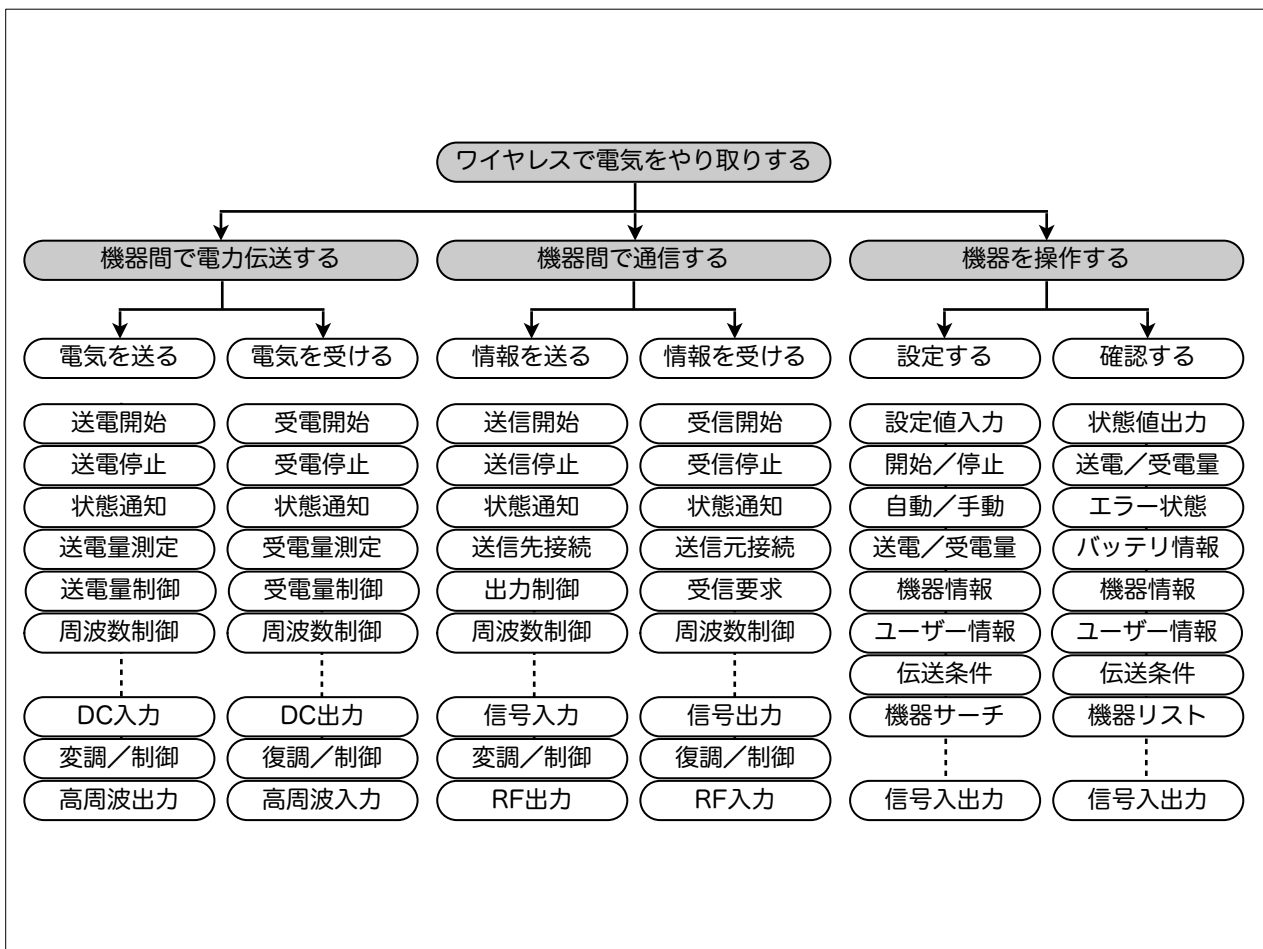 ワイヤレスで電気をやり取りする
機器間で電力伝送する
機器間で通信する
機器を操作する
電気を送る
電気を受ける
情報を送る
情報を受ける
設定する
確認する
送電開始
受電開始
送信開始
受信開始
設定値入力
状態値出力
送電停止
受電停止
送信停止
受信停止
開始／停止
送電／受電量
状態通知
状態通知
状態通知
状態通知
自動／手動
エラー状態
送電量測定
受電量測定
送信先接続
送信元接続
送電／受電量
バッテリ情報
送電量制御
受電量制御
出力制御
受信要求
機器情報
機器情報
周波数制御
周波数制御
周波数制御
周波数制御
ユーザー情報
ユーザー情報
伝送条件
伝送条件
DC入力
DC出力
信号入力
信号出力
機器サーチ
機器リスト
変調／制御
復調／制御
変調／制御
復調／制御
高周波出力
高周波入力
RF出力
RF入力
信号入出力
信号入出力